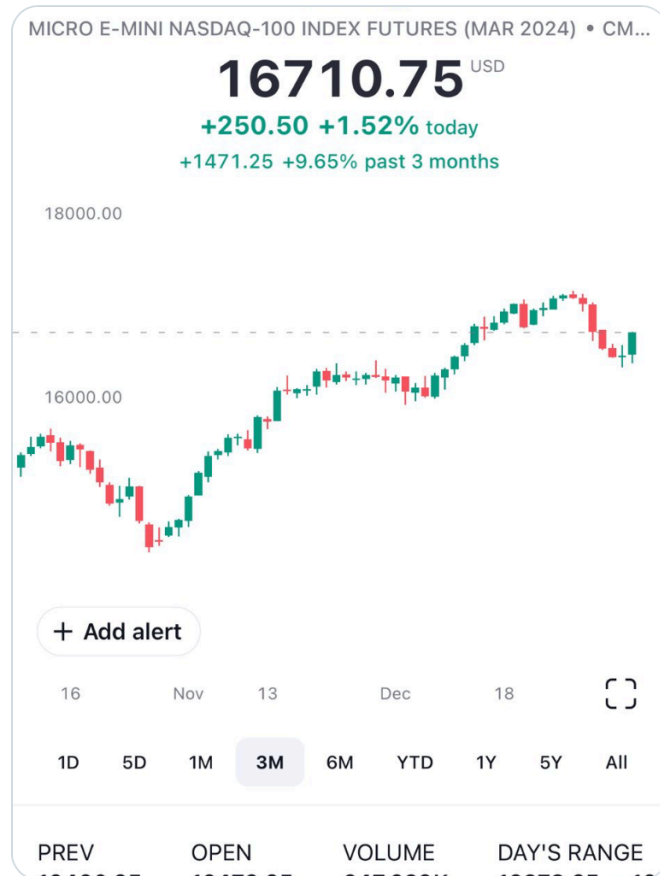 MICRO E-MINI NASDAQ-100 INDEX FUTURES (MAR 2024) • CM...
16710.75 USD
+250.50 +1.52% today
+1471.25 +9.65% past 3 months
18000.00
16000.00
+ Add alert
16 Nov 13 Dec 18
1D 5D 1M 3M 6M YTD 1Y 5Y All
PREV OPEN VOLUME DAY'S RANGE